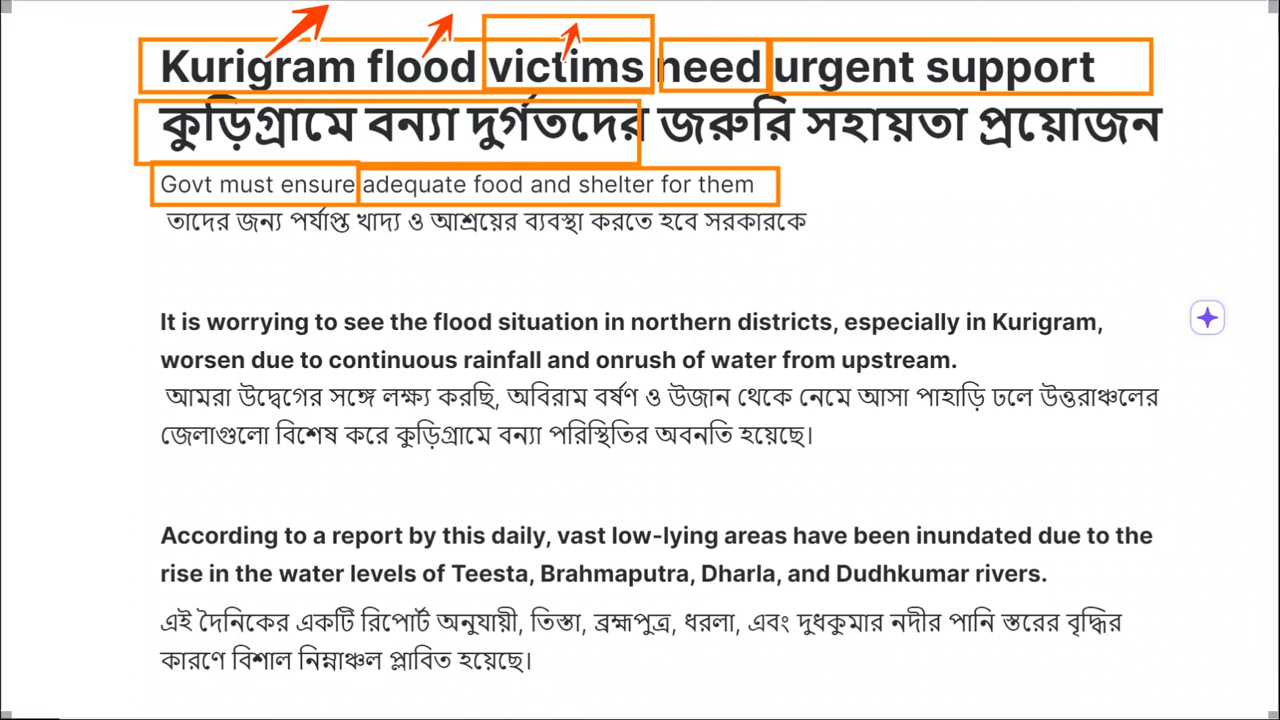 Kurigram flood victims need urgent support
কুড়িগ্রামে বন্যা দুর্গতদের জরুরি সহায়তা প্রয়োজন
Govt must ensure adequate food and shelter for them
তাদের জন্য পর্যাপ্ত খাদ্য ও আশ্রয়ের ব্যবস্থা করতে হবে সরকারকে
It is worrying to see the flood situation in northern districts, especially in Kurigram,
worsen due to continuous rainfall and onrush of water from upstream.
আমরা উদ্বেগের সঙ্গে লক্ষ্য করছি, অবিরাম বর্ষণ ও উজান থেকে নেমে আসা পাহাড়ি ঢলে উত্তরাঞ্চলের
জেলাগুলো বিশেষ করে কুড়িগ্রামে বন্যা পরিস্থিতির অবনতি হয়েছে।
According to a report by this daily, vast low-lying areas have been inundated due to the
rise in the water levels of Teesta, Brahmaputra, Dharla, and Dudhkumar rivers.
এই দৈনিকের একটি রিপোর্ট অনুযায়ী, তিস্তা, ব্রহ্মপুত্র, ধরলা, এবং দুধকুমার নদীর পানি স্তরের বৃদ্ধির
কারণে বিশাল নিম্নাঞ্চল প্লাবিত হয়েছে।